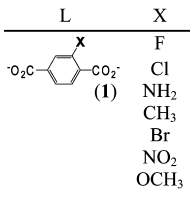 L X
X F
⁻O₂C CO₂⁻ Cl
(1) NH₂
CH₃
Br
NO₂
OCH₃